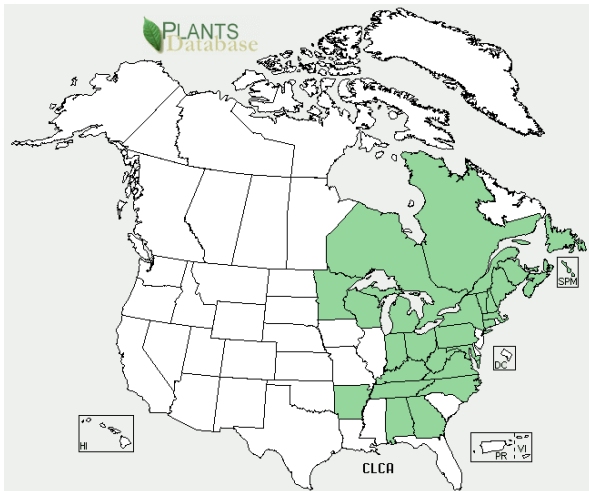 PLANTS
Database
SPM
DC
HI
PR
VI
CLCA